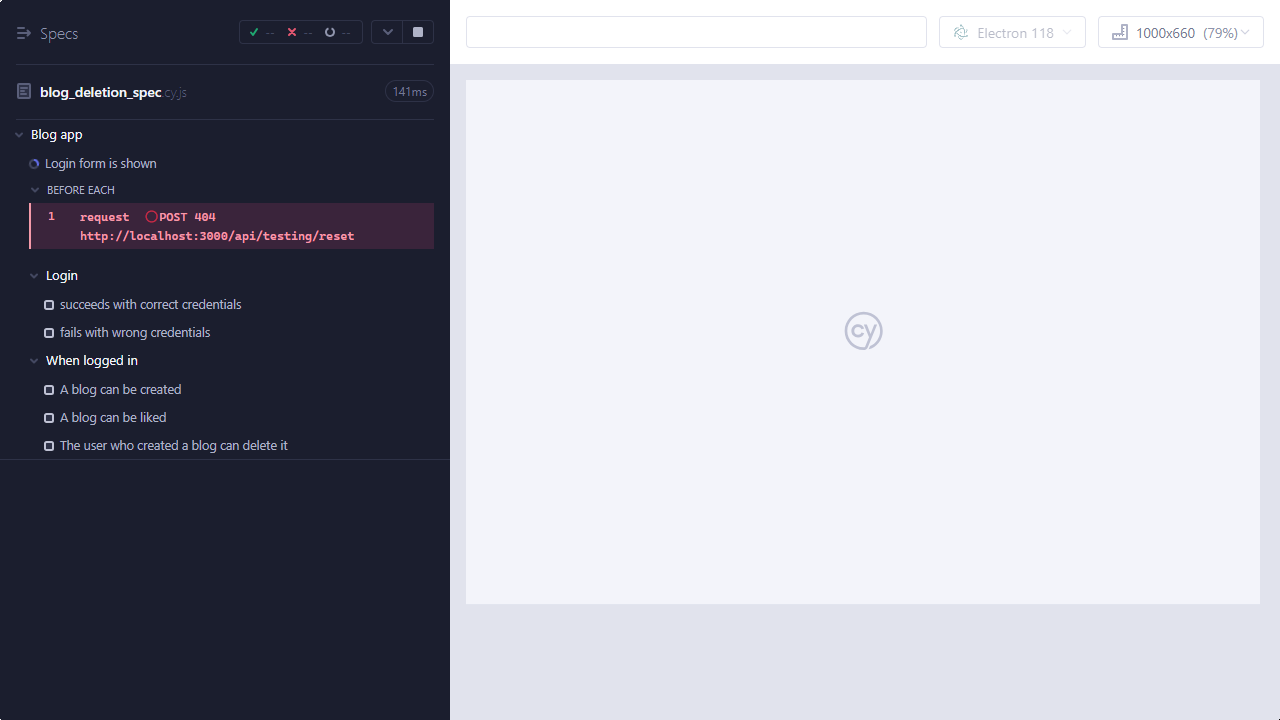 Specs
-- -- --
blog_deletion_spec.cy.js 141ms
Blog app
Login form is shown
BEFORE EACH
1 request POST 404
http://localhost:3000/api/testing/reset
Login
succeeds with correct credentials
fails with wrong credentials
When logged in
A blog can be created
A blog can be liked
The user who created a blog can delete it
Electron 118
1000x660 (79%)
cy